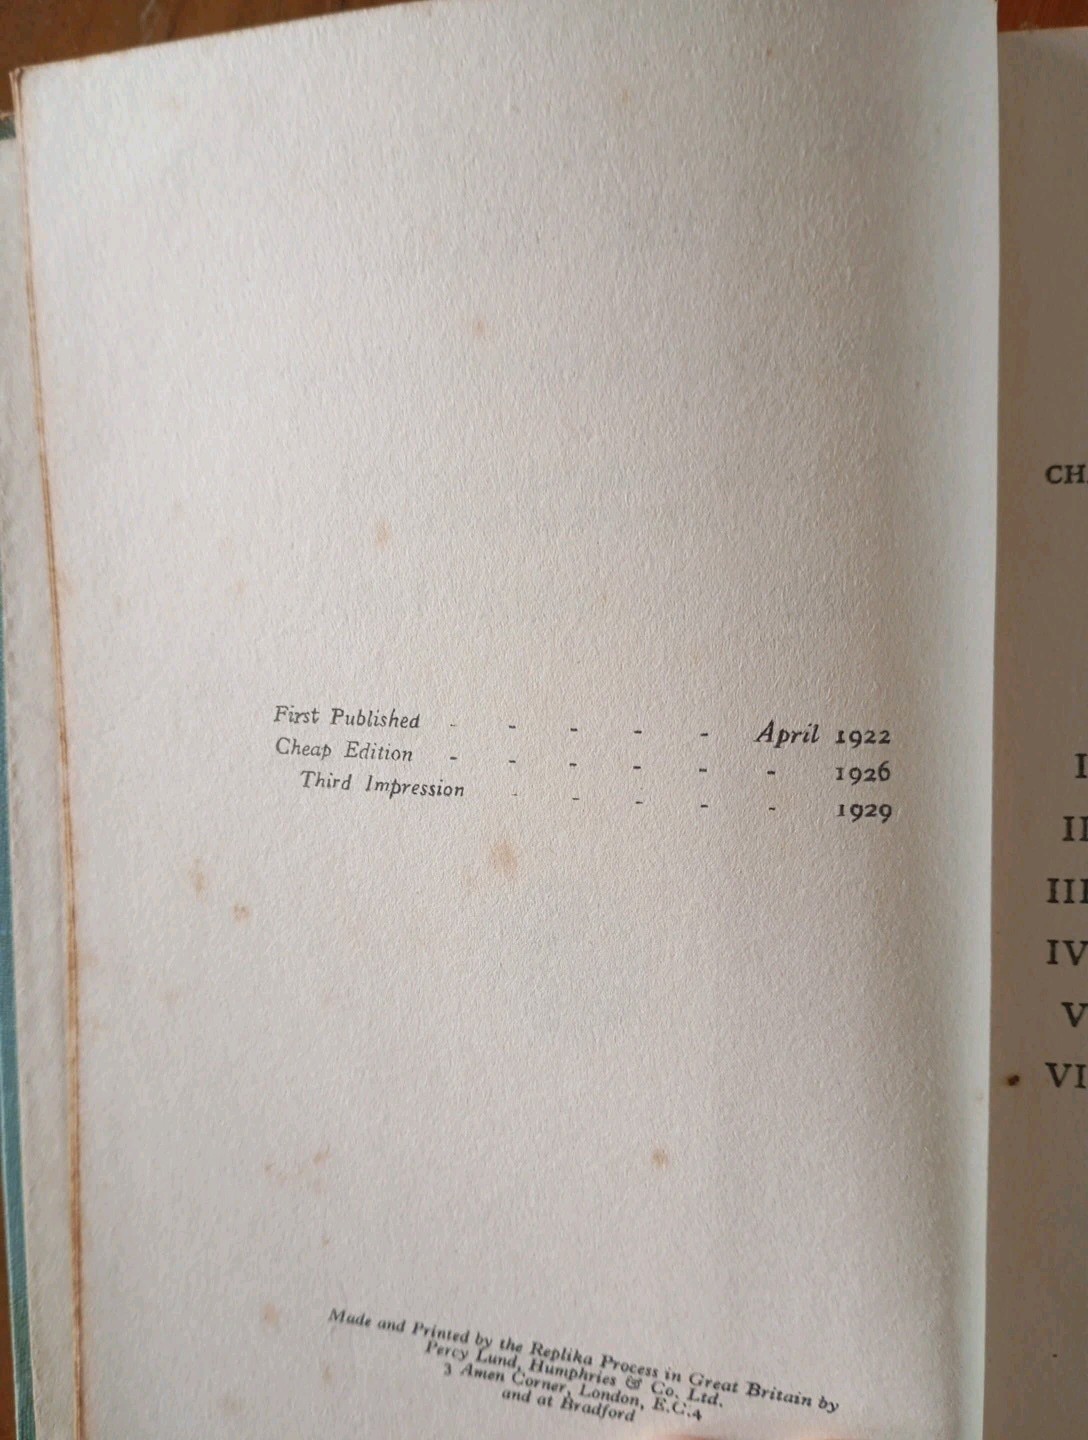 First Published - - - - - April 1922
Cheap Edition - - - - - - 1926
Third Impression - - - - - 1929
Made and Printed by the Replika Process in Great Britain by
Percy Lund, Humphries & Co. Ltd.
3 Amen Corner, London, E.C.4
and at Bradford
CHA
I
II
III
IV
V
VI